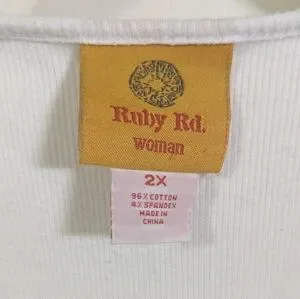 Ruby Rd.
woman
2X
96% COTTON
4% SPANDEX
MADE IN
CHINA